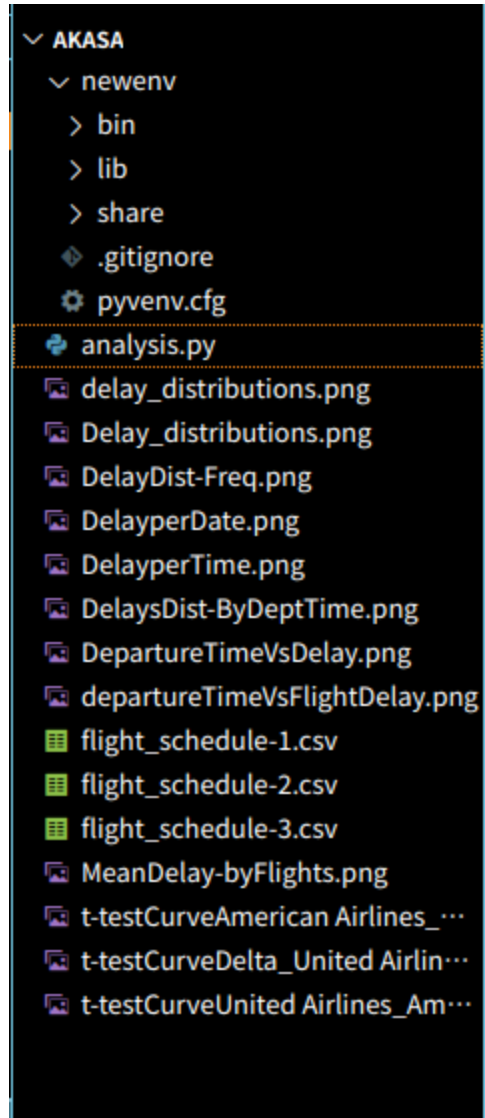 AKASA
newenv
bin
lib
share
.gitignore
pyvenv.cfg
analysis.py
delay_distributions.png
Delay_distributions.png
DelayDist-Freq.png
DelayperDate.png
DelayperTime.png
DelaysDist-ByDeptTime.png
DepartureTimeVsDelay.png
departureTimeVsFlightDelay.png
flight_schedule-1.csv
flight_schedule-2.csv
flight_schedule-3.csv
MeanDelay-byFlights.png
t-testCurveAmerican Airlines_···
t-testCurveDelta_United Airlin···
t-testCurveUnited Airlines_Am···